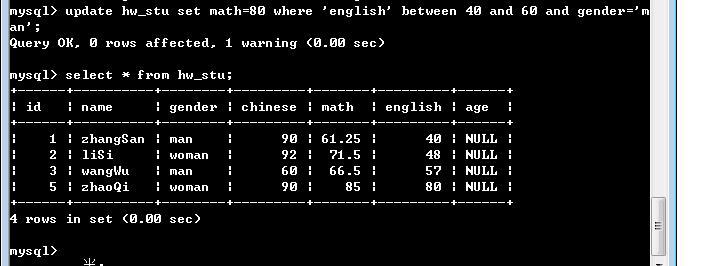 mysql> update hw_stu set math=80 where 'english' between 40 and 60 and gender='m
an';
Query OK, 0 rows affected, 1 warning (0.00 sec)
mysql> select * from hw_stu;
+------+----------+--------+---------+-------+---------+------+
| id   | name     | gender | chinese | math  | english | age  |
+------+----------+--------+---------+-------+---------+------+
|    1 | zhangSan | man    |      90 | 61.25 |      40 | NULL |
|    2 | liSi     | woman  |      92 |  71.5 |      48 | NULL |
|    3 | wangWu   | man    |      60 |  66.5 |      57 | NULL |
|    5 | zhaoQi   | woman  |      90 |    85 |      80 | NULL |
+------+----------+--------+---------+-------+---------+------+
4 rows in set (0.00 sec)
mysql>